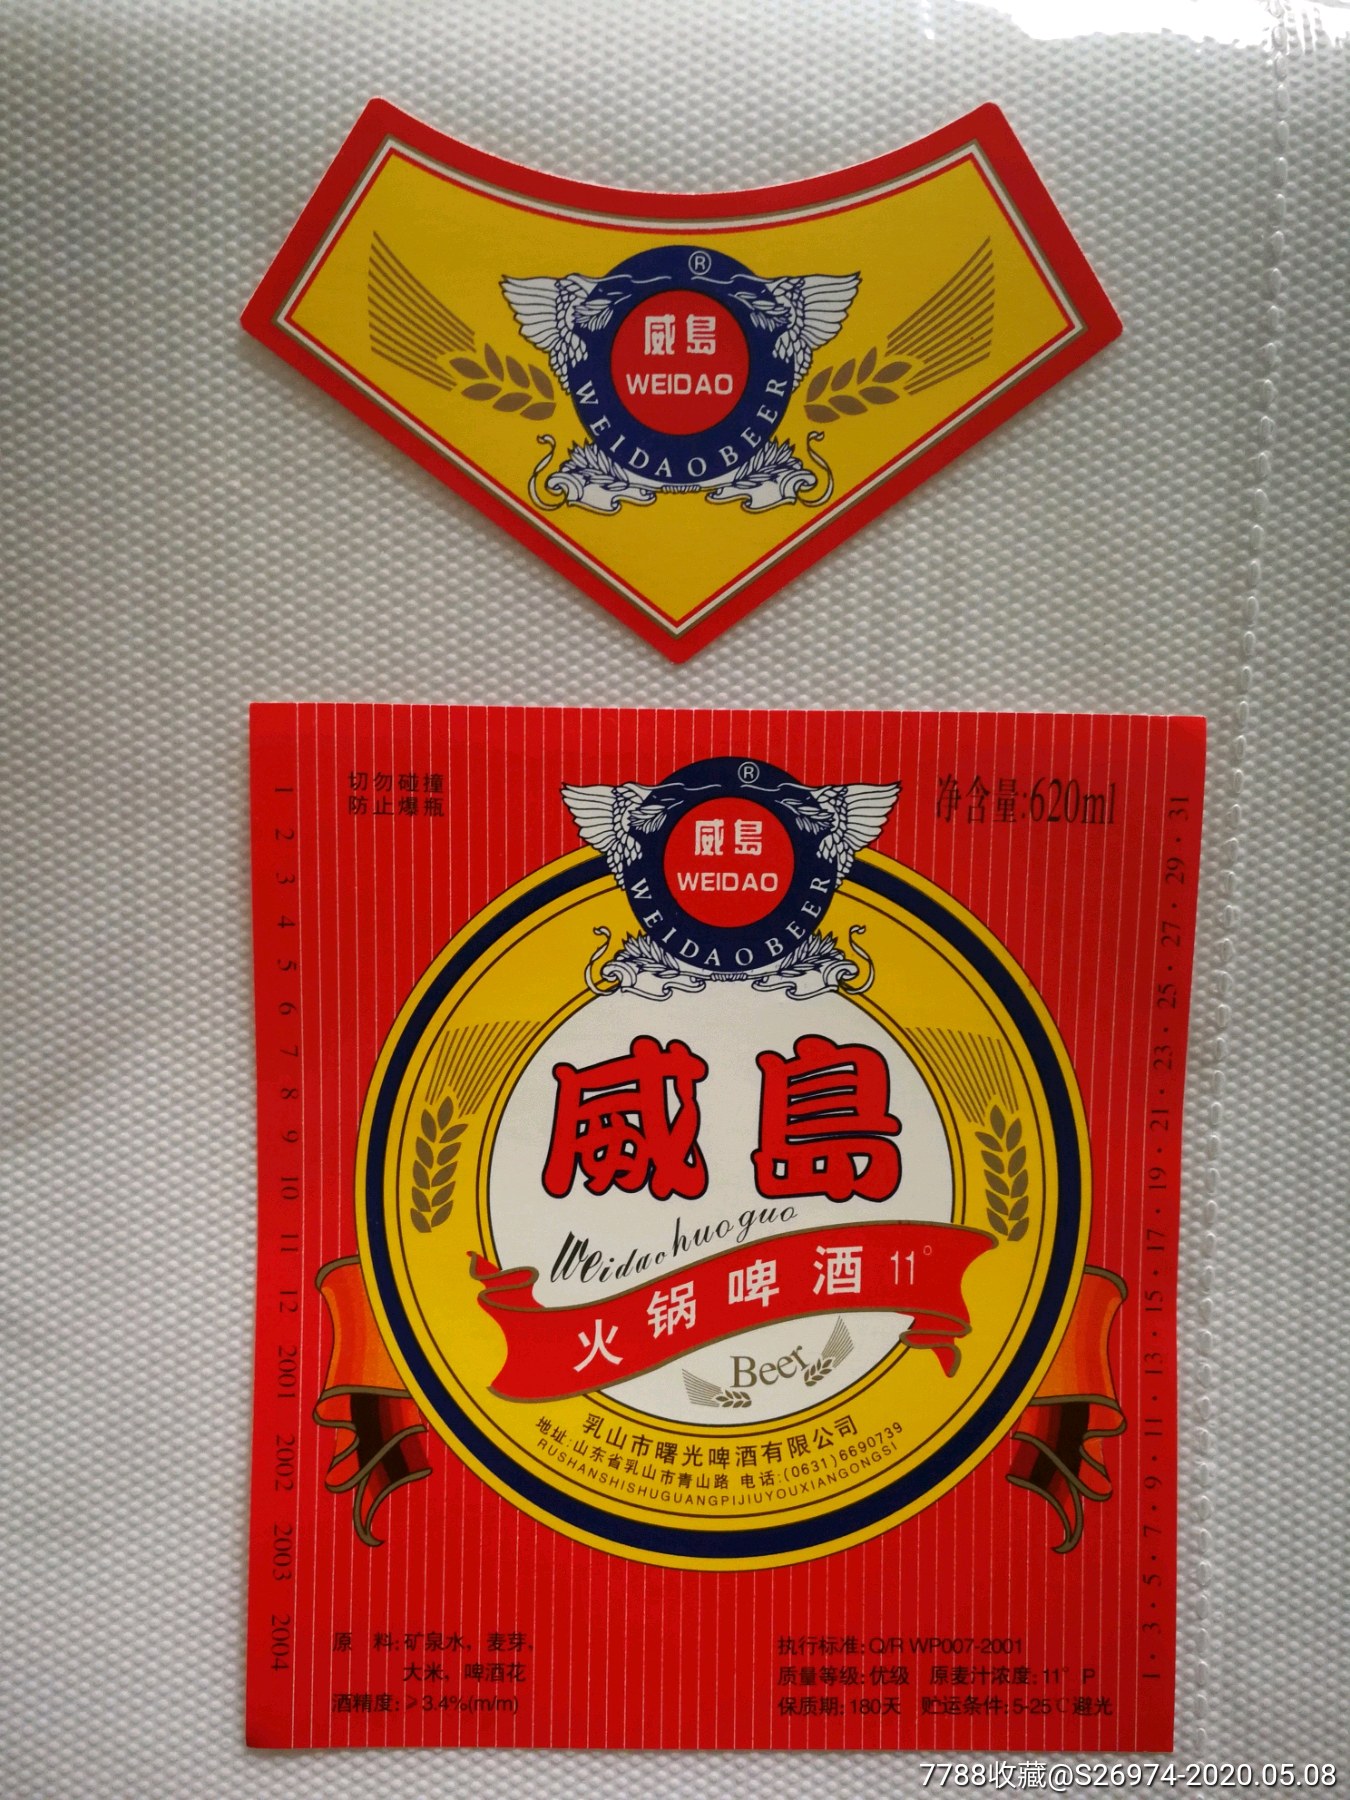 ®
威島
WEIDAO
WEIDAO BEER
切勿碰撞
防止爆瓶
净含量:620ml
®
威島
WEIDAO
WEIDAO BEER
威島
Weidaohuoguo
火锅啤酒 11°
Beer
乳山市曙光啤酒有限公司
地址:山东省乳山市青山路 电话:(0631)6690739
RUSHANSHISHUGUANGPIJIUYOUXIANGONGSI
1 2 3 4 5 6 7 8 9 10 11 12 2001 2002 2003 2004
1·3·5·7·9·11·13·15·17·19·21·23·25·27·29·31
原 料:矿泉水,麦芽,
大米,啤酒花
酒精度:≥3.4%(m/m)
执行标准:Q/R WP007-2001
质量等级:优级 原麦汁浓度:11°P
保质期:180天 贮运条件:5-25℃避光
7788收藏@S26974-2020.05.08